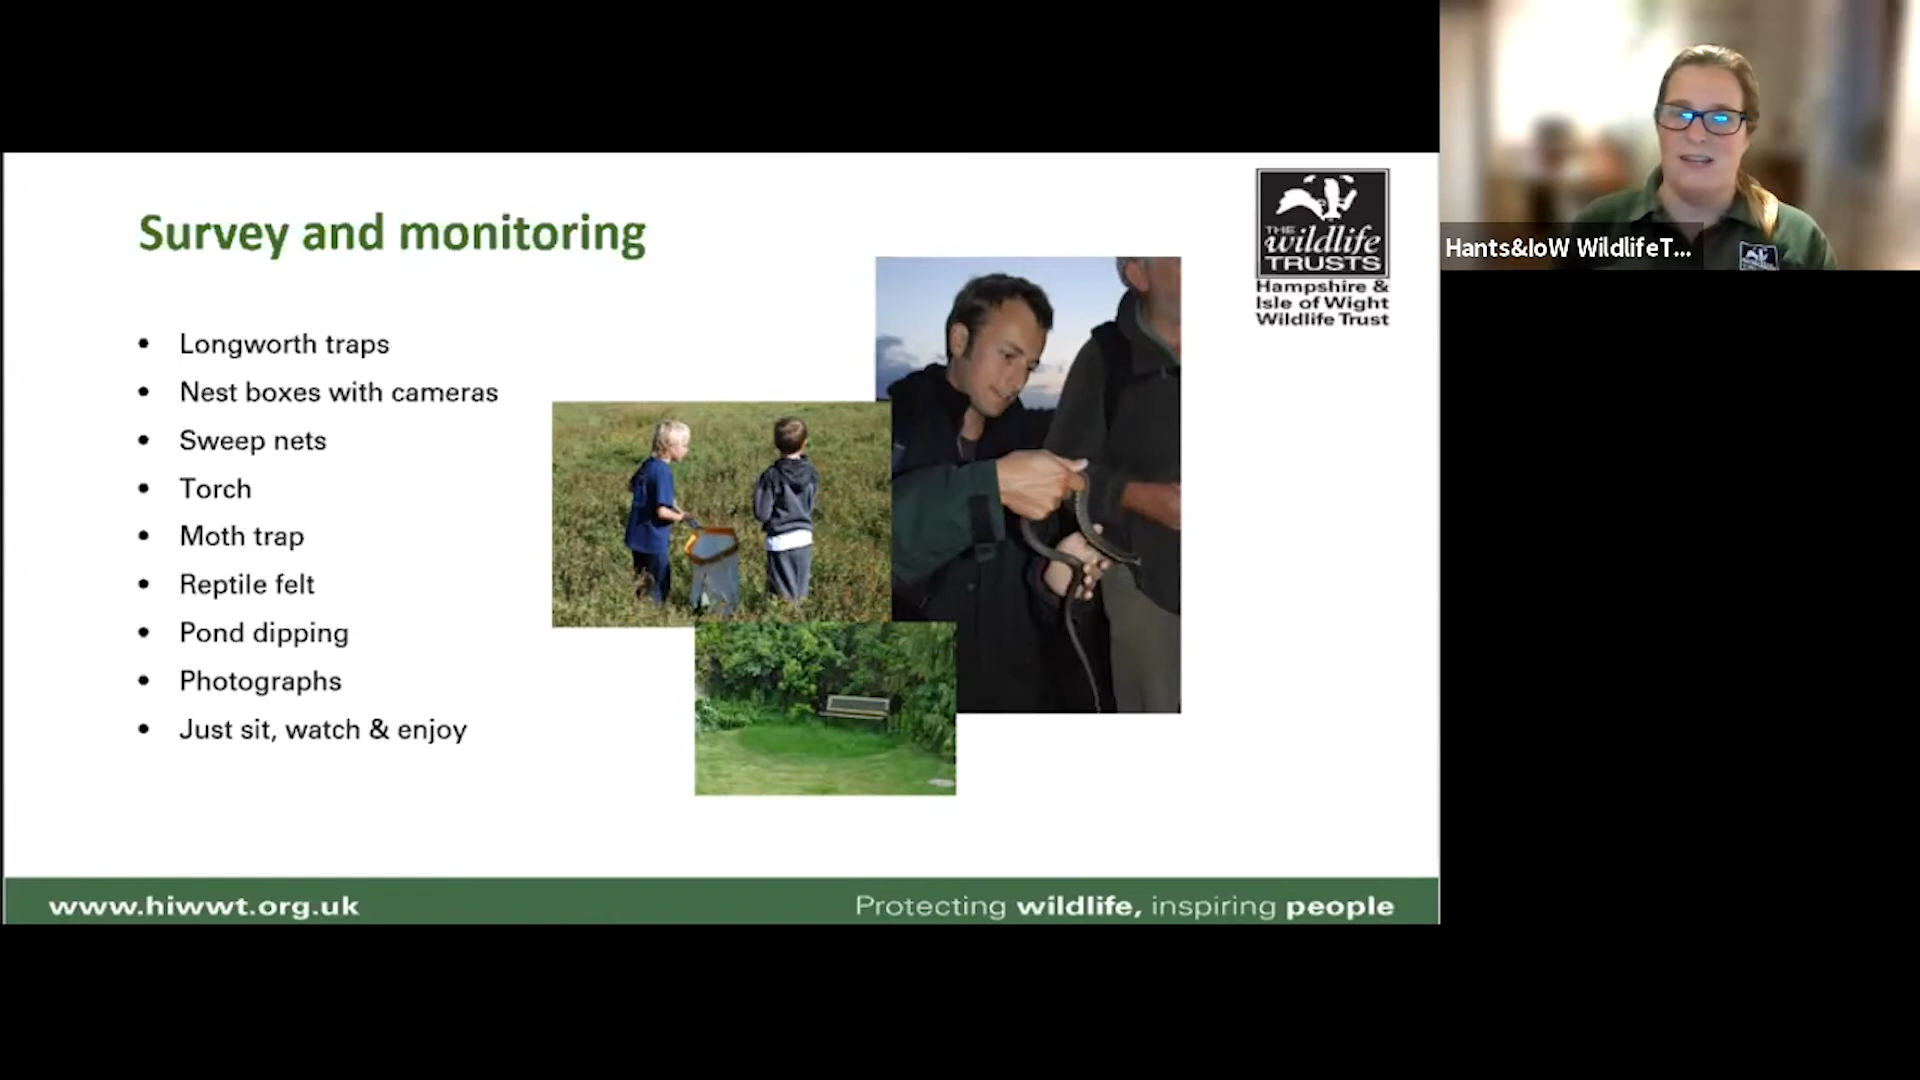 Survey and monitoring
• Longworth traps
• Nest boxes with cameras
• Sweep nets
• Torch
• Moth trap
• Reptile felt
• Pond dipping
• Photographs
• Just sit, watch & enjoy
THE
wildlife
TRUSTS
Hampshire &
Isle of Wight
Wildlife Trust
www.hiwwt.org.uk
Protecting wildlife, inspiring people
Hants&IoW WildlifeT...